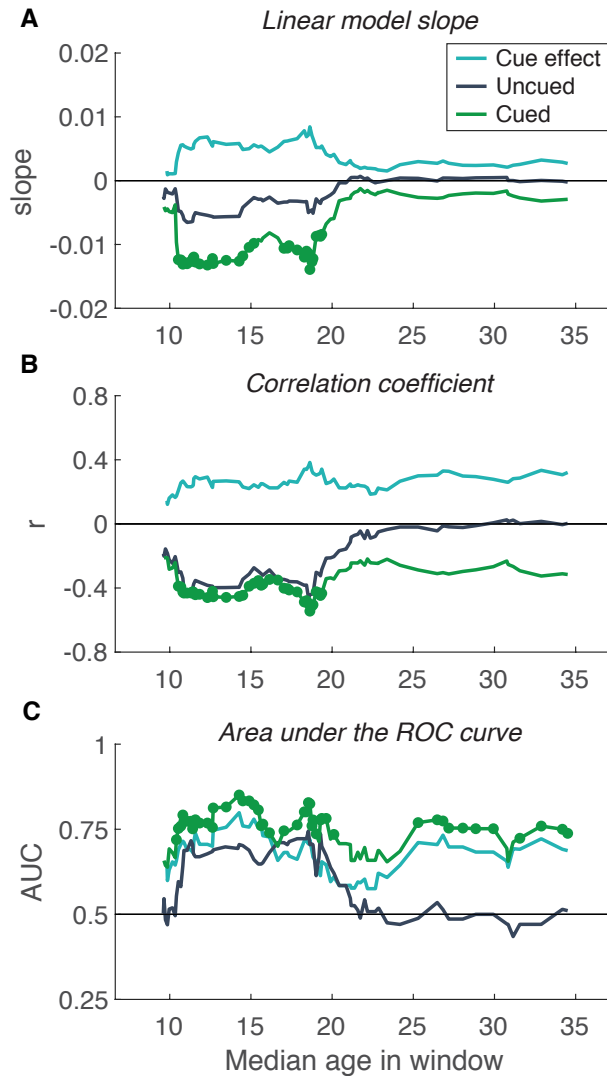 A
Linear model slope
Cue effect
Uncued
Cued
slope
0.02
0.01
0
-0.01
-0.02
10 15 20 25 30 35
B
Correlation coefficient
r
0.8
0.4
0
-0.4
-0.8
10 15 20 25 30 35
C
Area under the ROC curve
AUC
1
0.75
0.5
0.25
10 15 20 25 30 35
Median age in window